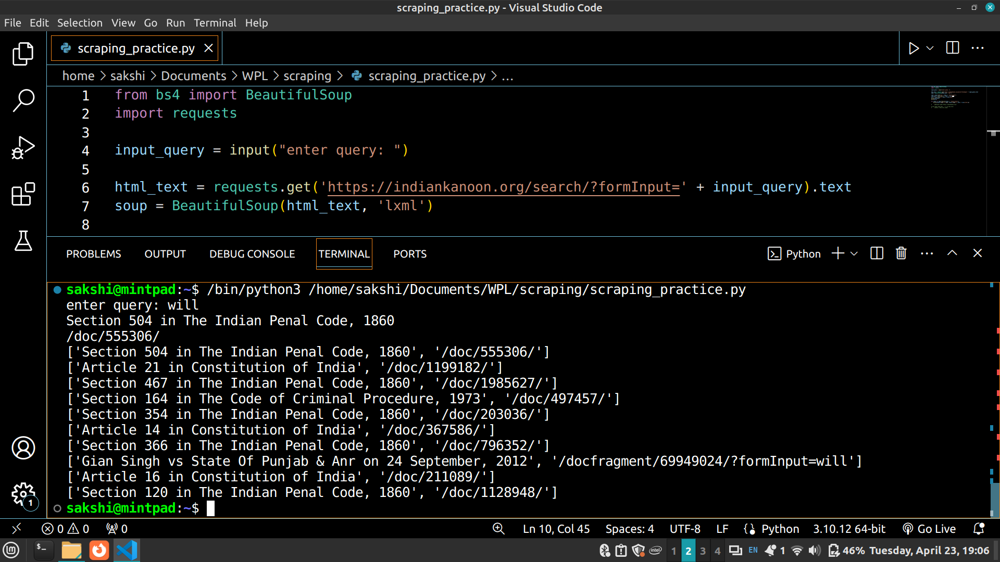 scraping_practice.py - Visual Studio Code
File Edit Selection View Go Run Terminal Help
scraping_practice.py
home > sakshi > Documents > WPL > scraping > scraping_practice.py > ...
1 from bs4 import BeautifulSoup
2 import requests
3
4 input_query = input("enter query: ")
5
6 html_text = requests.get('https://indiankanoon.org/search/?formInput=' + input_query).text
7 soup = BeautifulSoup(html_text, 'lxml')
8
PROBLEMS OUTPUT DEBUG CONSOLE TERMINAL PORTS Python
sakshi@mintpad:~$ /bin/python3 /home/sakshi/Documents/WPL/scraping/scraping_practice.py
enter query: will
Section 504 in The Indian Penal Code, 1860
/doc/555306/
['Section 504 in The Indian Penal Code, 1860', '/doc/555306/']
['Article 21 in Constitution of India', '/doc/1199182/']
['Section 467 in The Indian Penal Code, 1860', '/doc/1985627/']
['Section 164 in The Code of Criminal Procedure, 1973', '/doc/497457/']
['Section 354 in The Indian Penal Code, 1860', '/doc/203036/']
['Article 14 in Constitution of India', '/doc/367586/']
['Section 366 in The Indian Penal Code, 1860', '/doc/796352/']
['Gian Singh vs State Of Punjab & Anr on 24 September, 2012', '/docfragment/69949024/?formInput=will']
['Article 16 in Constitution of India', '/doc/211089/']
['Section 120 in The Indian Penal Code, 1860', '/doc/1128948/']
sakshi@mintpad:~$
1
0 0 0 Ln 10, Col 45 Spaces: 4 UTF-8 LF Python 3.10.12 64-bit Go Live
intel 1 2 3 4 EN 1 46% Tuesday, April 23, 19:06